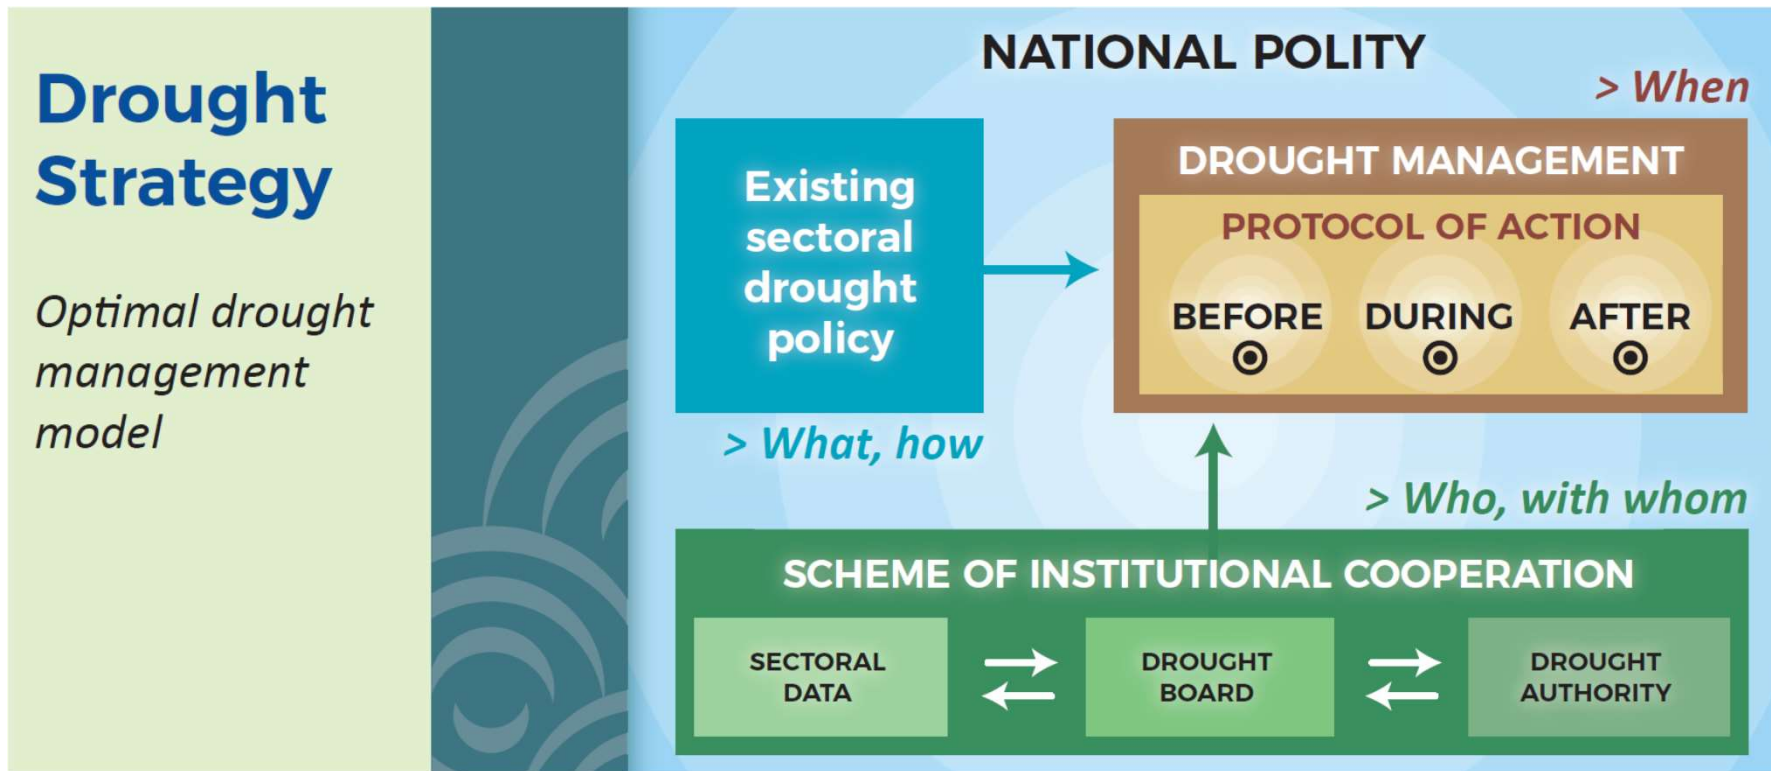 Drought
Strategy
Optimal drought
management
model
NATIONAL POLITY
> When
Existing
sectoral
drought
policy
> What, how
DROUGHT MANAGEMENT
PROTOCOL OF ACTION
BEFORE DURING AFTER
> Who, with whom
SCHEME OF INSTITUTIONAL COOPERATION
SECTORAL
DATA
DROUGHT
BOARD
DROUGHT
AUTHORITY